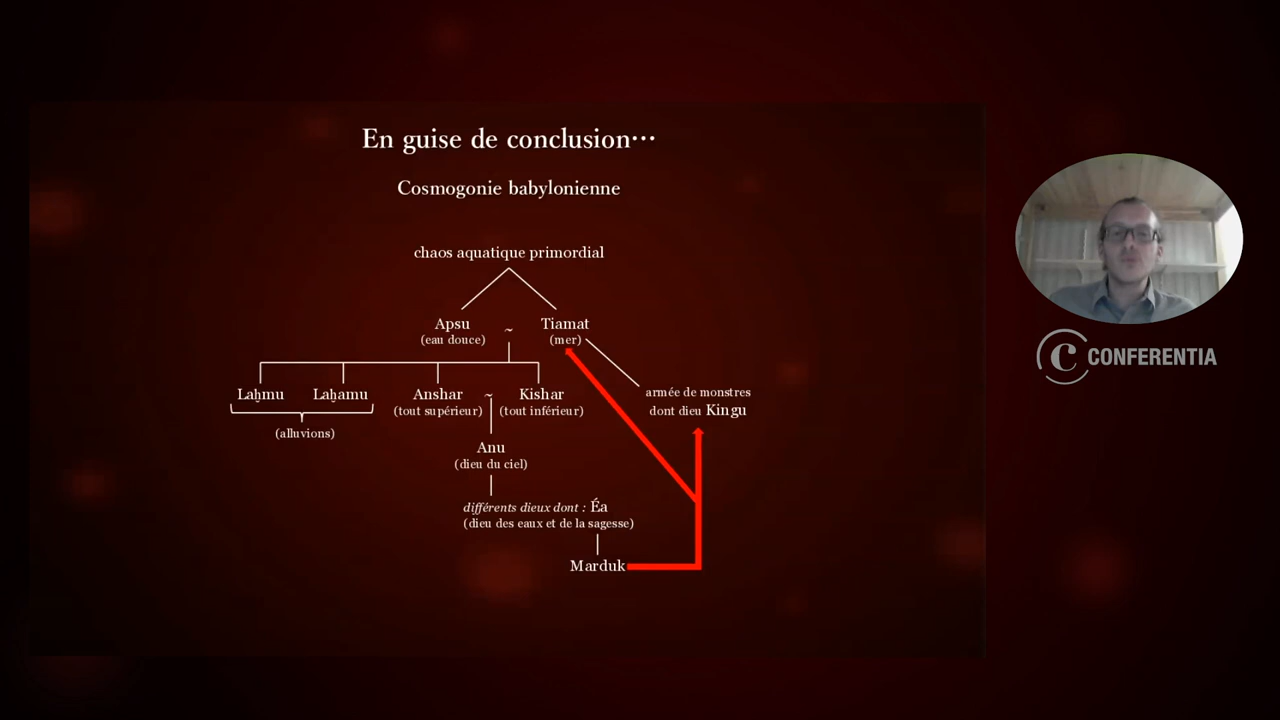 En guise de conclusion…
Cosmogonie babylonienne
chaos aquatique primordial
Apsu ~ Tiamat
(eau douce) (mer)
Laḫmu Laḫamu Anshar ~ Kishar
(tout supérieur) (tout inférieur)
armée de monstres
dont dieu Kingu
(alluvions)
Anu
(dieu du ciel)
différents dieux dont : Éa
(dieu des eaux et de la sagesse)
Marduk
C CONFERENTIA